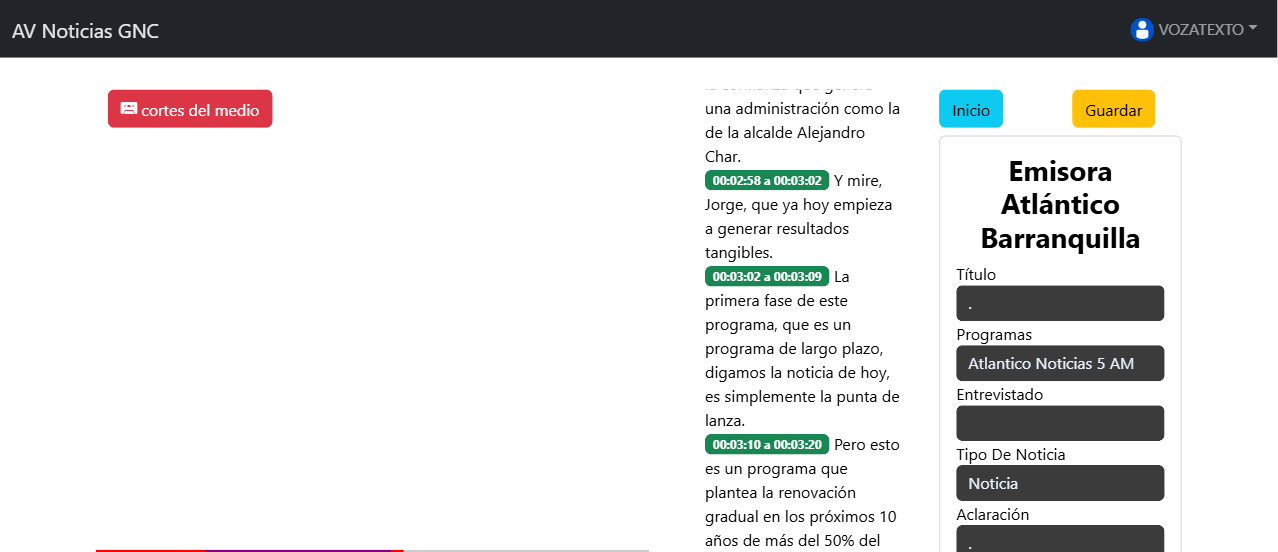 AV Noticias GNC
VOZATEXTO
cortes del medio
la confianza que genera
una administración como la
de la alcalde Alejandro
Char.
00:02:58 a 00:03:02 Y mire,
Jorge, que ya hoy empieza
a generar resultados
tangibles.
00:03:02 a 00:03:09 La
primera fase de este
programa, que es un
programa de largo plazo,
digamos la noticia de hoy,
es simplemente la punta de
lanza.
00:03:10 a 00:03:20 Pero esto
es un programa que
plantea la renovación
gradual en los próximos 10
años de más del 50% del
Inicio
Guardar
Emisora
Atlántico
Barranquilla
Título
.
Programas
Atlantico Noticias 5 AM
Entrevistado
Tipo De Noticia
Noticia
Aclaración
.